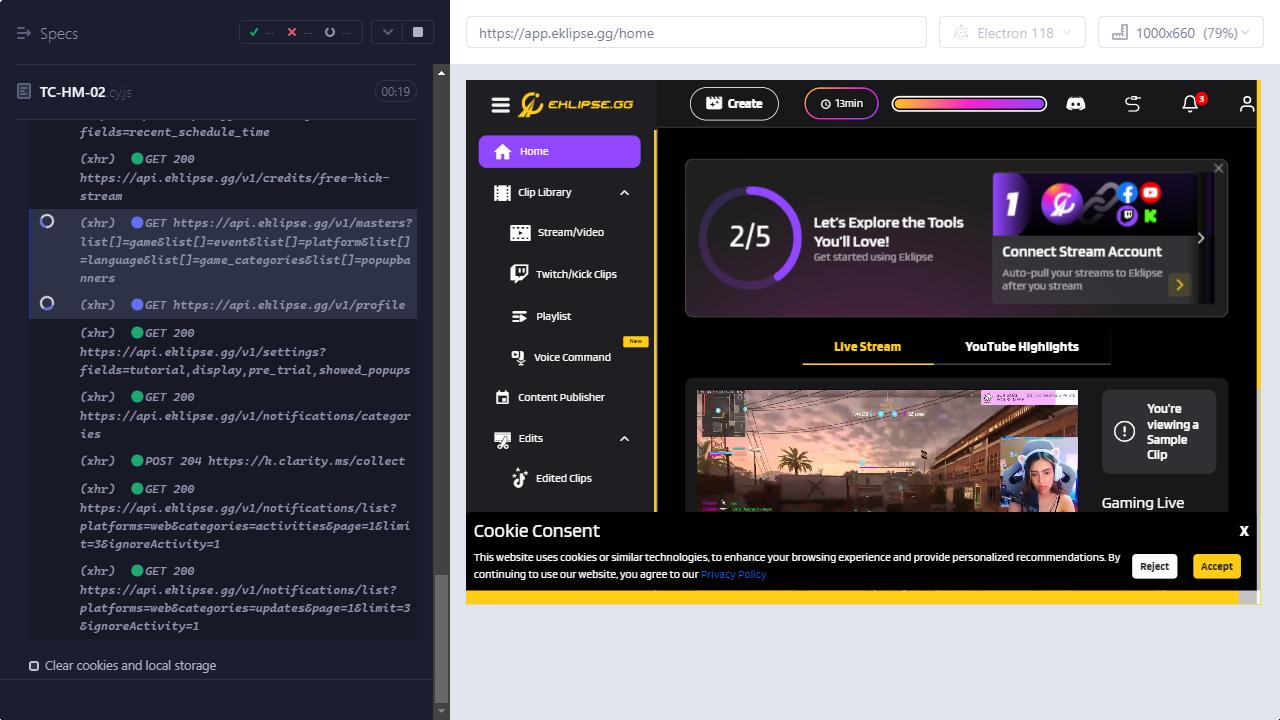 Specs
--
--
--
https://app.eklipse.gg/home
Electron 118
1000x660 (79%)
TC-HM-02.cy.js
00:19
fields=recent_schedule_time
(xhr) GET 200
https://api.eklipse.gg/v1/credits/free-kick-
stream
(xhr) GET https://api.eklipse.gg/v1/masters?
list[]=game&list[]=event&list[]=platform&list[]
=language&list[]=game_categories&list[]=popupba
nners
(xhr) GET https://api.eklipse.gg/v1/profile
(xhr) GET 200
https://api.eklipse.gg/v1/settings?
fields=tutorial,display,pre_trial,showed_popups
(xhr) GET 200
https://api.eklipse.gg/v1/notifications/categor
ies
(xhr) POST 204 https://h.clarity.ms/collect
(xhr) GET 200
https://api.eklipse.gg/v1/notifications/list?
platforms=web&categories=activities&page=1&limi
t=3&ignoreActivity=1
(xhr) GET 200
https://api.eklipse.gg/v1/notifications/list?
platforms=web&categories=updates&page=1&limit=3
&ignoreActivity=1
Clear cookies and local storage
EKLIPSE.GG
Create
13min
3
Home
Clip Library
Stream/Video
Twitch/Kick Clips
Playlist
New
Voice Command
Content Publisher
Edits
Edited Clips
2/5
Let's Explore the Tools
You'll Love!
Get started using Eklipse
1
Connect Stream Account
Auto-pull your streams to Eklipse
after you stream
Live Stream
YouTube Highlights
You're
viewing a
Sample
Clip
Gaming Live
Cookie Consent
X
This website uses cookies or similar technologies, to enhance your browsing experience and provide personalized recommendations. By
continuing to use our website, you agree to our Privacy Policy
Reject
Accept